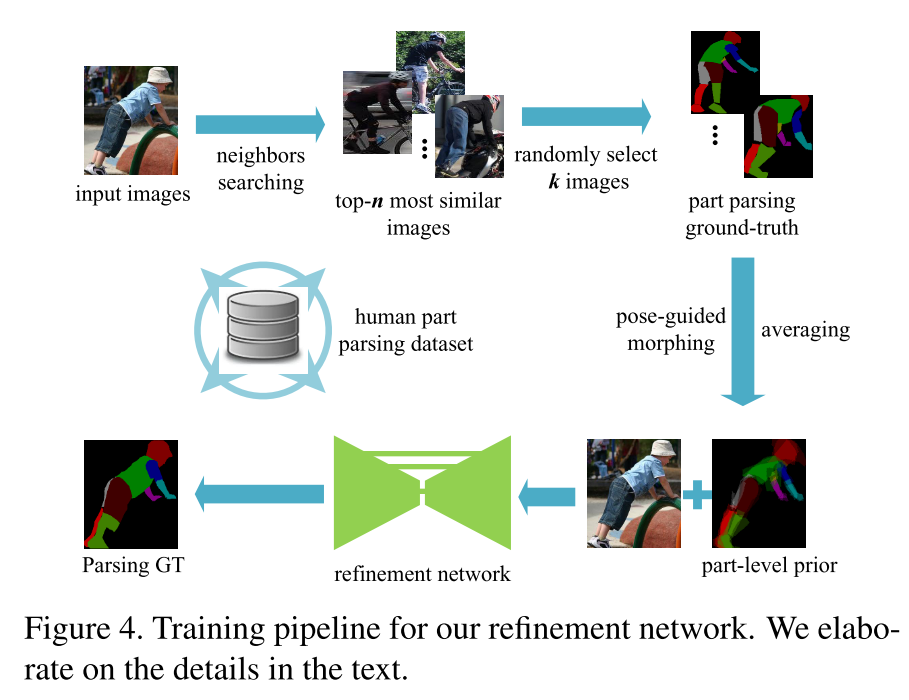 input images
neighbors
searching
top-n most similar
images
randomly select
k images
part parsing
ground-truth
human part
parsing dataset
pose-guided
morphing
averaging
Parsing GT
refinement network
part-level prior
Figure 4. Training pipeline for our refinement network. We elabo-
rate on the details in the text.